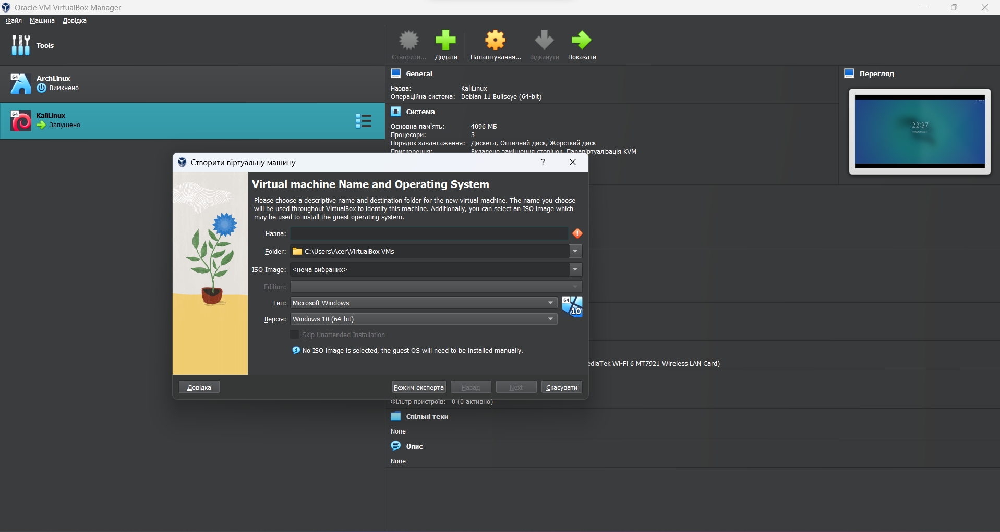 Oracle VM VirtualBox Manager
Файл Машина Довідка
Tools
Створити... Додати Налаштування... Відкинути Показати
64
ArchLinux
Вимкнено
64
KaliLinux
Запущено
General
Назва: KaliLinux
Операційна система: Debian 11 Bullseye (64-bit)
Система
Основна пам'ять: 4096 МБ
Процесори: 3
Порядок завантаження: Дискета, Оптичний диск, Жорсткий диск
Прискорення: Вкладене заміщення сторінок, Паравіртуалізація KVM
Перегляд
22:37
Створити віртуальну машину
?
Virtual machine Name and Operating System
Please choose a descriptive name and destination folder for the new virtual machine. The name you choose
will be used throughout VirtualBox to identify this machine. Additionally, you can select an ISO image which
may be used to install the guest operating system.
Назва:
Folder: C:\Users\Acer\VirtualBox VMs
ISO Image: <нема вибраних>
Edition:
Тип: Microsoft Windows
64
10
Версія: Windows 10 (64-bit)
Skip Unattended Installation
No ISO image is selected, the guest OS will need to be installed manually.
Довідка Режим експерта Назад Next Скасувати
ediaTek Wi-Fi 6 MT7921 Wireless LAN Card)
Фільтр пристроїв: 0 (0 активно)
Спільні теки
None
Опис
None